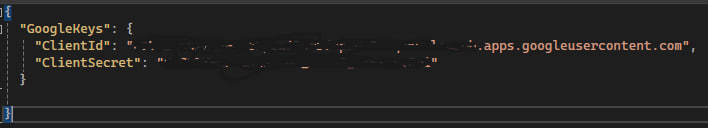 {
"GoogleKeys": {
"ClientId": ".apps.googleusercontent.com",
"ClientSecret": ""
}
}